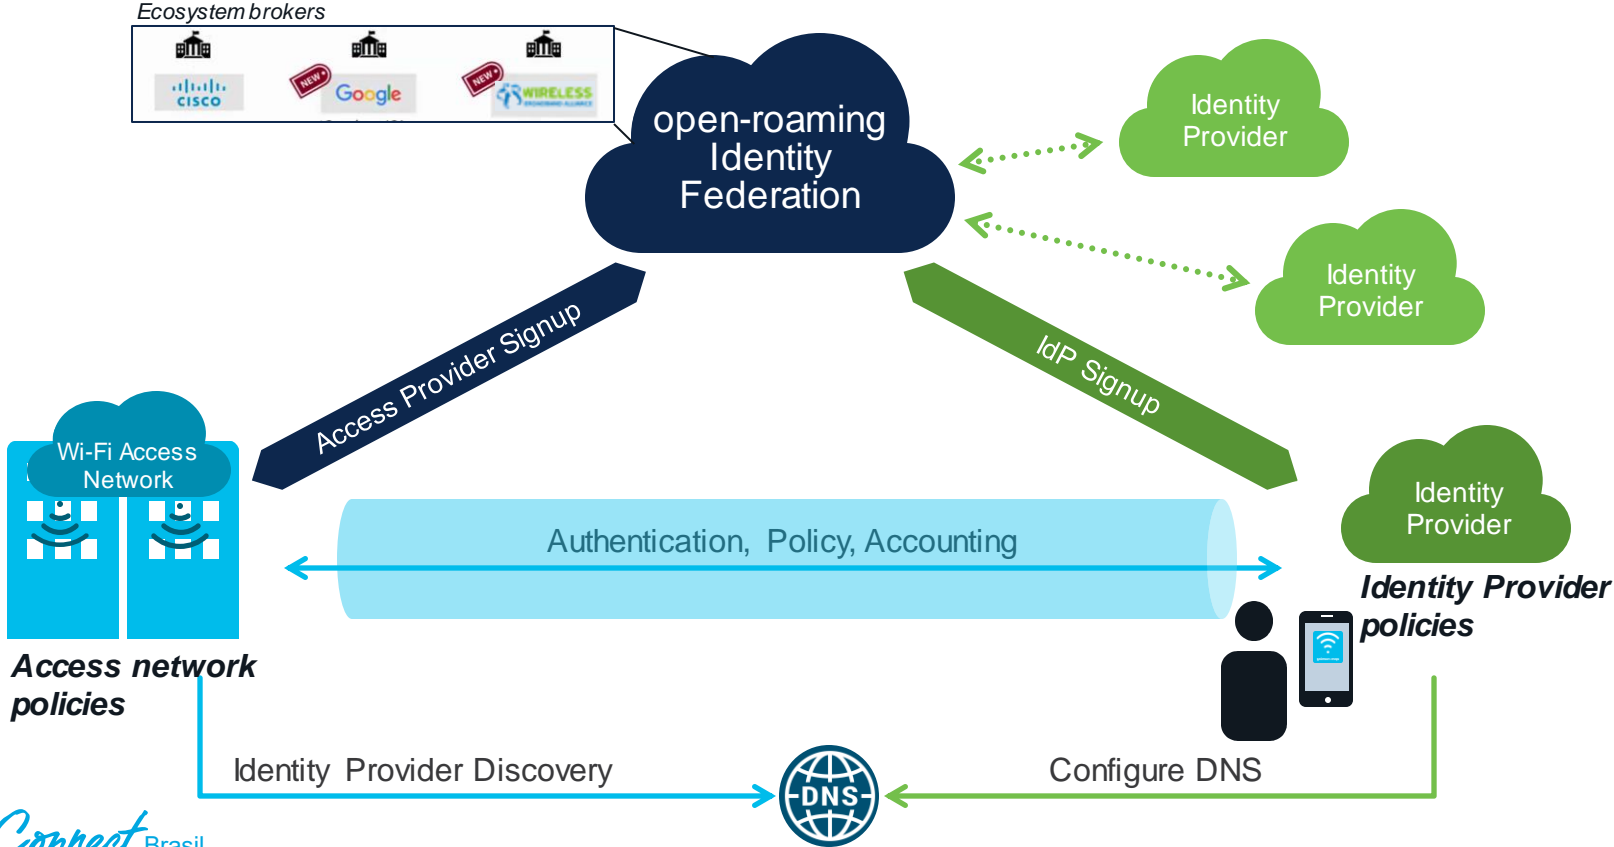 Ecosystem brokers
CISCO
NEW
Google
NEW
WIRELESS
BROADBAND ALLIANCE
open-roaming
Identity
Federation
Identity
Provider
Identity
Provider
Access Provider Signup
IdP Signup
Wi-Fi Access
Network
Identity
Provider
Authentication, Policy, Accounting
Identity Provider
policies
Access network
policies
Identity Provider Discovery
Configure DNS
DNS
Connect Brasil